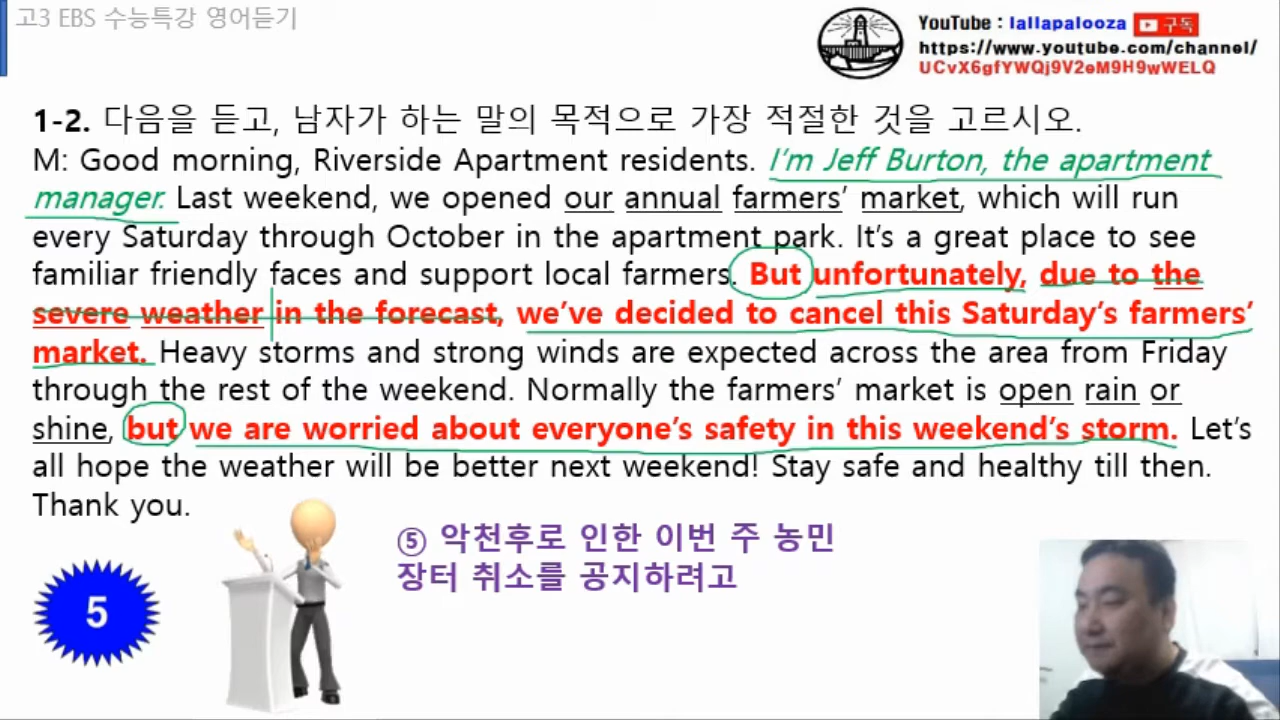 고3 EBS 수능특강 영어듣기
YouTube : lallapalooza 구독
https://www.youtube.com/channel/
UCvX6gfYWQj9V2eM9H9wWELQ
1-2. 다음을 듣고, 남자가 하는 말의 목적으로 가장 적절한 것을 고르시오.
M: Good morning, Riverside Apartment residents. I'm Jeff Burton, the apartment
manager. Last weekend, we opened our annual farmers' market, which will run
every Saturday through October in the apartment park. It's a great place to see
familiar friendly faces and support local farmers. But unfortunately, due to the
severe weather in the forecast, we've decided to cancel this Saturday's farmers'
market. Heavy storms and strong winds are expected across the area from Friday
through the rest of the weekend. Normally the farmers' market is open rain or
shine, but we are worried about everyone's safety in this weekend's storm. Let's
all hope the weather will be better next weekend! Stay safe and healthy till then.
Thank you.
⑤ 악천후로 인한 이번 주 농민
장터 취소를 공지하려고
5